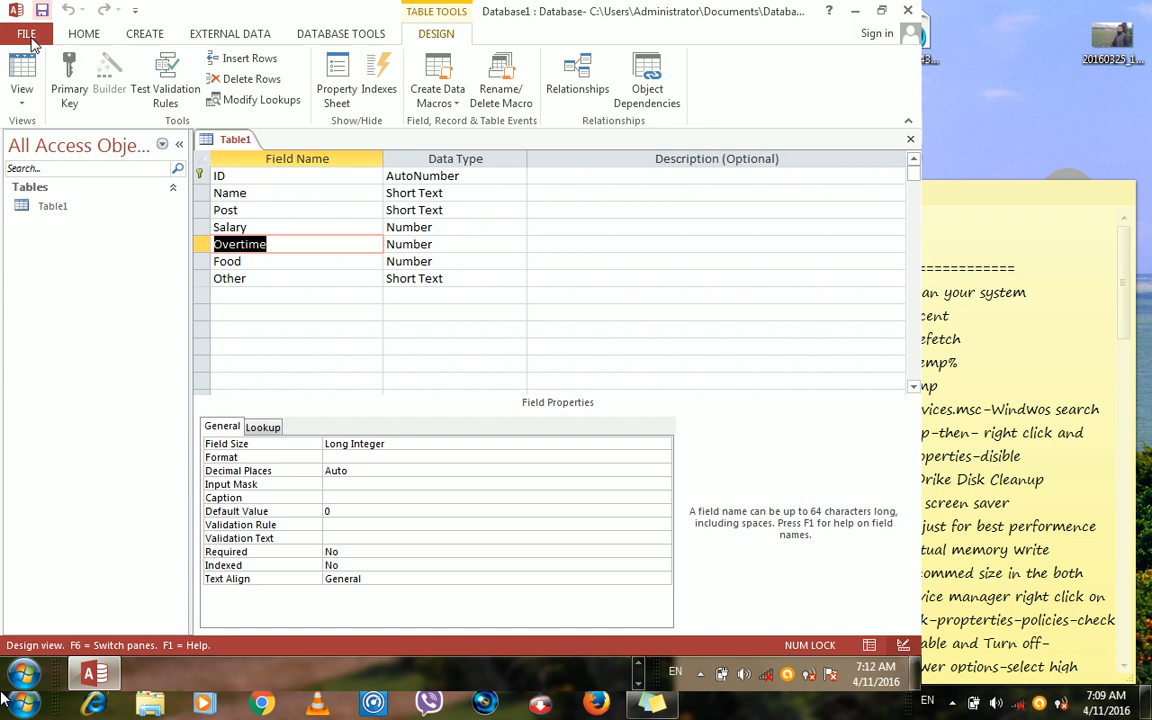 TABLE TOOLS
Database1 : Database- C:\Users\Administrator\Documents\Databa...
?
FILE
HOME
CREATE
EXTERNAL DATA
DATABASE TOOLS
DESIGN
Sign in
View
Primary Key
Builder
Test Validation Rules
Insert Rows
Delete Rows
Modify Lookups
Property Sheet
Indexes
Create Data Macros
Rename/ Delete Macro
Relationships
Object Dependencies
Views
Tools
Show/Hide
Field, Record & Table Events
Relationships
All Access Obje...
Search...
Tables
Table1
Table1
Field Name Data Type Description (Optional)
ID AutoNumber
Name Short Text
Post Short Text
Salary Number
Overtime Number
Food Number
Other Short Text
Field Properties
General Lookup
Field Size Long Integer
Format
Decimal Places Auto
Input Mask
Caption
Default Value 0
Validation Rule
Validation Text
Required No
Indexed No
Text Align General
A field name can be up to 64 characters long,
including spaces. Press F1 for help on field
names.
Design view. F6 = Switch panes. F1 = Help.
NUM LOCK
EN
7:12 AM
4/11/2016
EN
7:09 AM
4/11/2016
20160325_1...
============
an your system
cent
efetch
emp%
mp
vices.msc-WindWos search
p-then- right click and
operties-disible
Drike Disk Cleanup
screen saver
just for best performence
tual memory write
commed size in the both
vice manager right click on
k-propterties-policies-check
able and Turn off-
wer options-select high